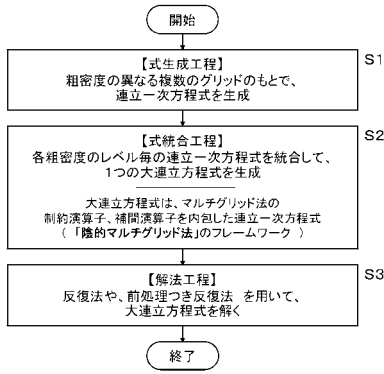 開始
S1
【式生成工程】
粗密度の異なる複数のグリッドのもとで、
連立一次方程式を生成
S2
【式統合工程】
各粗密度のレベル毎の連立一次方程式を統合して、
1つの大連立方程式を生成
大連立方程式は、マルチグリッド法の
制約演算子、補間演算子を内包した連立一次方程式
( 「陰的マルチグリッド法」のフレームワーク )
S3
【解法工程】
反復法や、前処理つき反復法 を用いて、
大連立方程式を解く
終了